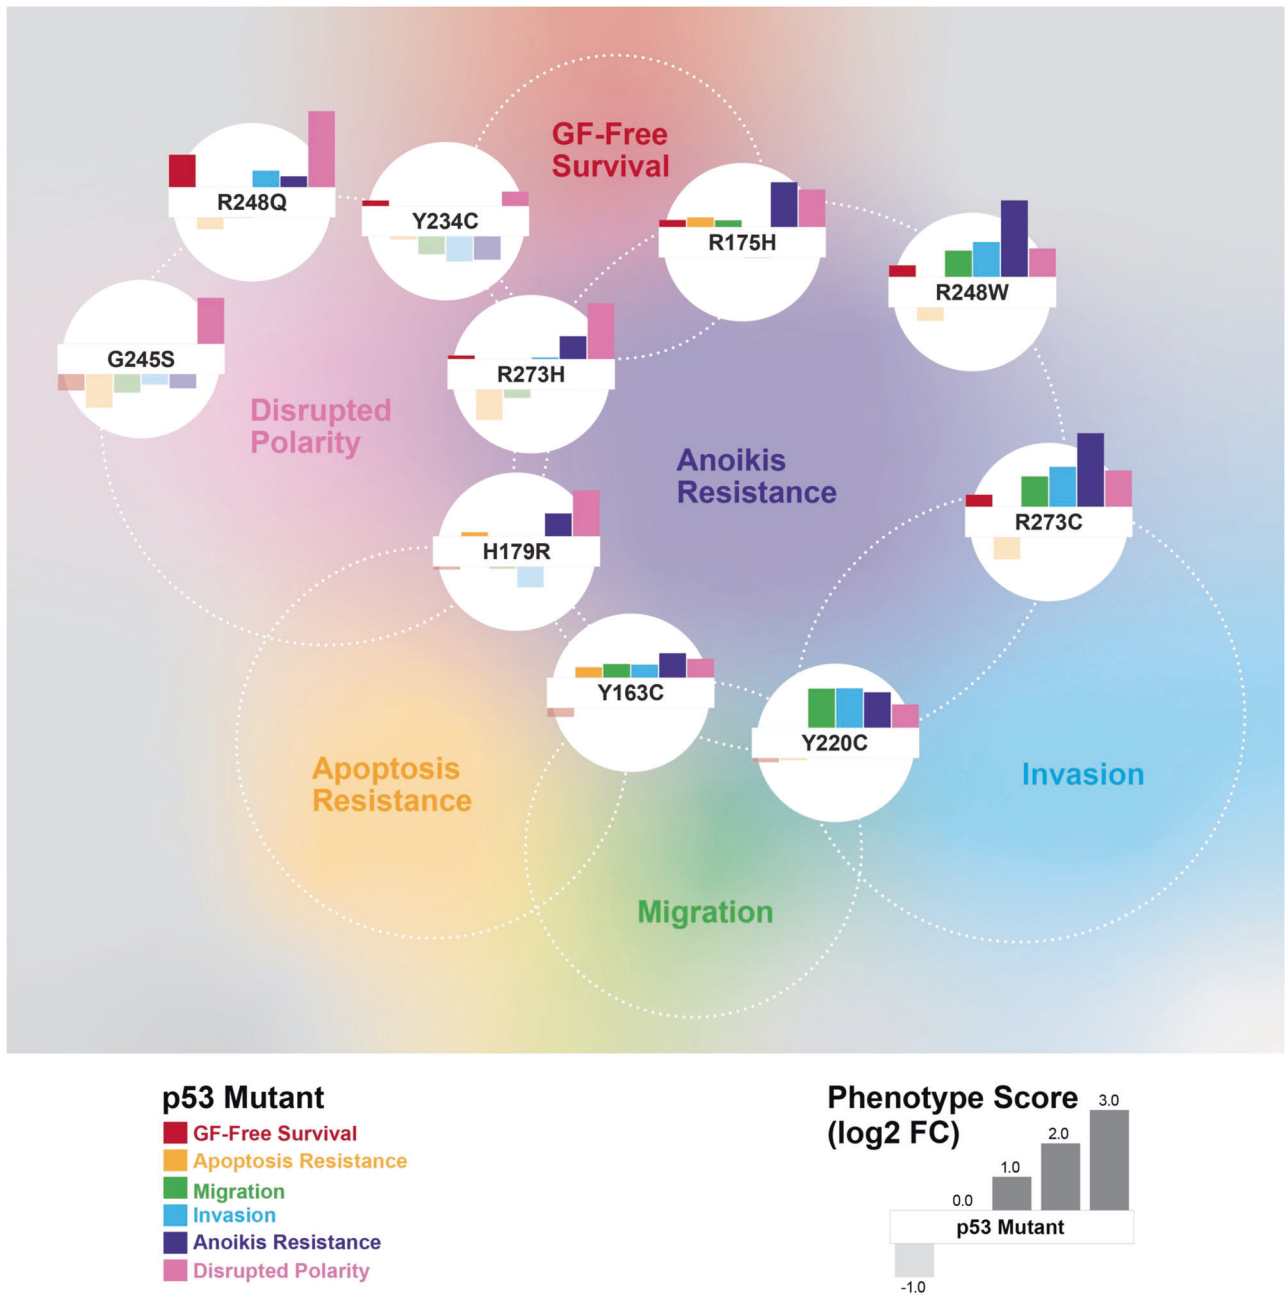 GF-Free
Survival
R248Q
Y234C
R175H
R248W
G245S
R273H
Disrupted
Polarity
Anoikis
Resistance
R273C
H179R
Y163C
Y220C
Apoptosis
Resistance
Invasion
Migration
p53 Mutant
GF-Free Survival
Apoptosis Resistance
Migration
Invasion
Anoikis Resistance
Disrupted Polarity
Phenotype Score
(log2 FC)
3.0
2.0
1.0
0.0
p53 Mutant
-1.0